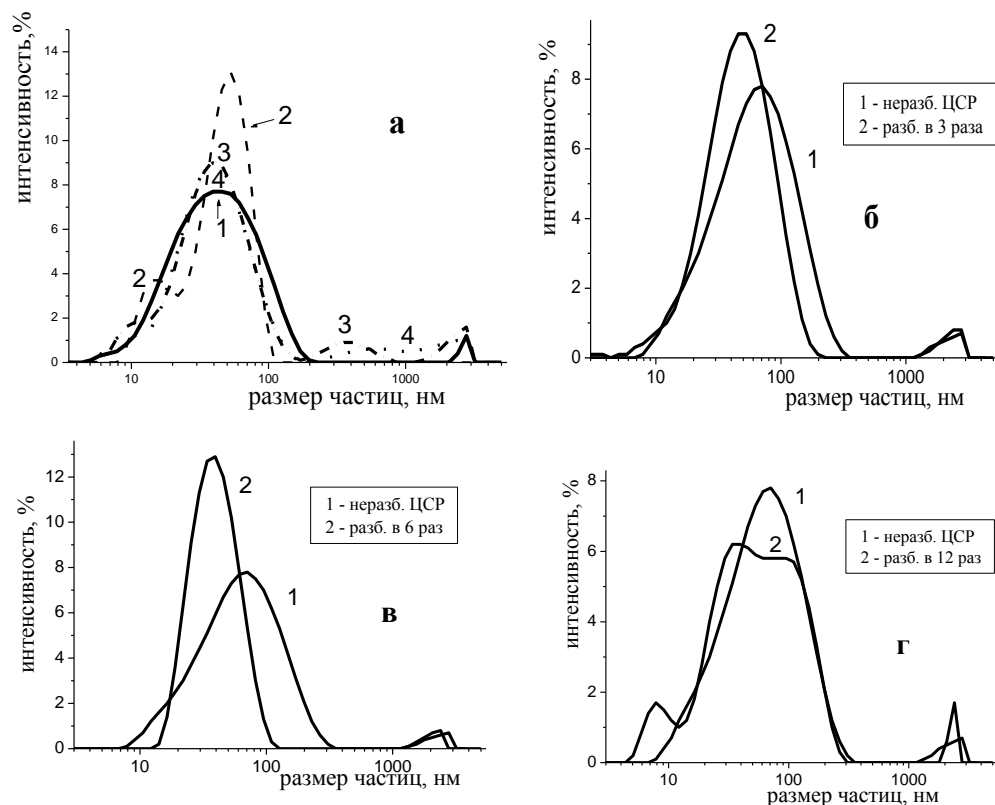 интенсивность, %
14
12
10
8
6
4
2
0
2
2
3
4
1
3
4
а
10
100
1000
размер частиц, нм
интенсивность, %
8
6
4
2
0
2
1
1 - неразб. ЦСР
2 - разб. в 3 раза
б
10
100
1000
размер частиц, нм
интенсивность, %
12
10
8
6
4
2
0
2
1
1 - неразб. ЦСР
2 - разб. в 6 раз
в
10
100
1000
размер частиц, нм
интенсивность, %
8
6
4
2
0
1
2
1 - неразб. ЦСР
2 - разб. в 12 раз
г
10
100
1000
размер частиц, нм